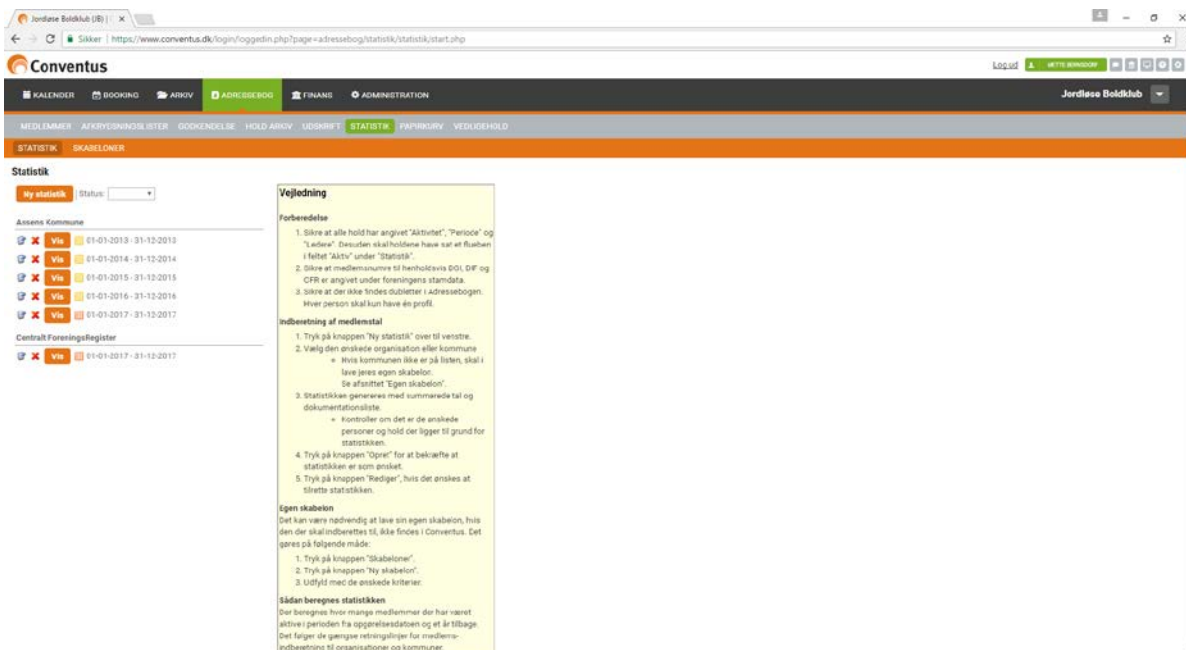 Jordløse Boldklub (JB) |
Sikker | https://www.conventus.dk/login/loggedin.php?page=adressebog/statistik/statistik/start.php
Conventus
Log ud
METTE BERNSDORF
KALENDER BOOKING ARKIV ADRESSEBOG FINANS ADMINISTRATION
Jordløse Boldklub
MEDLEMMER AFKRYDSNINGSLISTER GODKENDELSE HOLD ARKIV UDSKRIFT STATISTIK PAPIRKURV VEDLIGEHOLD
STATISTIK SKABELONER
Statistik
Ny statistik Status:
Assens Kommune
Vis 01-01-2013 - 31-12-2013
Vis 01-01-2014 - 31-12-2014
Vis 01-01-2015 - 31-12-2015
Vis 01-01-2016 - 31-12-2016
Vis 01-01-2017 - 31-12-2017
Centralt ForeningsRegister
Vis 01-01-2017 - 31-12-2017
Vejledning
Forberedelse
1. Sikre at alle hold har angivet "Aktivitet", "Periode" og
"Ledere". Desuden skal holdene have sat et flueben
i feltet "Aktiv" under "Statistik".
2. Sikre at medlemsnumre til henholdsvis DGI, DIF og
CFR er angivet under foreningens stamdata.
3. Sikre at der ikke findes dubletter i Adressebogen.
Hver person skal kun have én profil.
Indberetning af medlemstal
1. Tryk på knappen "Ny statistik" over til venstre.
2. Vælg den ønskede organisation eller kommune
Hvis kommunen ikke er på listen, skal i
lave jeres egen skabelon.
Se afsnittet "Egen skabelon".
3. Statistikken genereres med summerede tal og
dokumentationsliste.
Kontroller om det er de ønskede
personer og hold der ligger til grund for
statistikken.
4. Tryk på knappen "Opret" for at bekræfte at
statistikken er som ønsket.
5. Tryk på knappen "Rediger", hvis det ønskes at
tilrette statistikken.
Egen skabelon
Det kan være nødvendig at lave sin egen skabelon, hvis
den der skal indberettes til, ikke findes i Conventus. Det
gøres på følgende måde:
1. Tryk på knappen "Skabeloner".
2. Tryk på knappen "Ny skabelon".
3. Udfyld med de ønskede kriterier.
Sådan beregnes statistikken
Der beregnes hvor mange medlemmer der har været
aktive i perioden fra opgørelsesdatoen og et år tilbage.
Det følger de gængse retningslinjer for medlems-
indberetning til organisationer og kommuner.